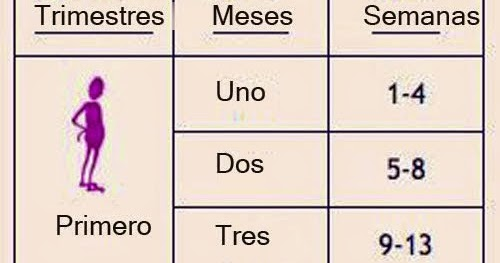 Trimestres Meses Semanas
Uno 1-4
Dos 5-8
Primero
Tres 9-13